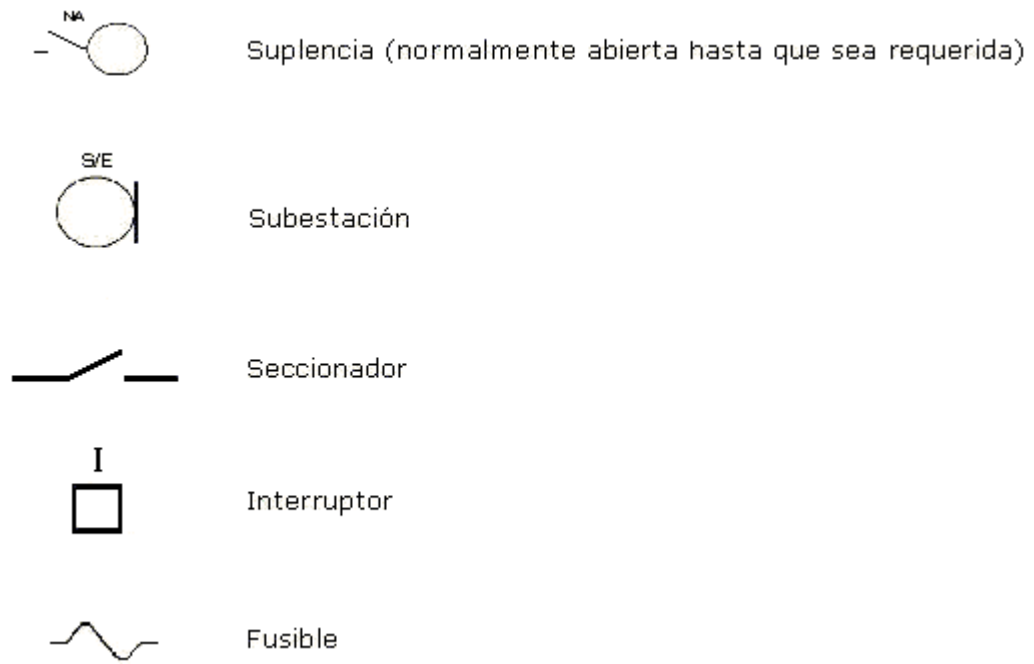 NA
Suplencia (normalmente abierta hasta que sea requerida)
S/E
Subestación
Seccionador
I
Interruptor
Fusible